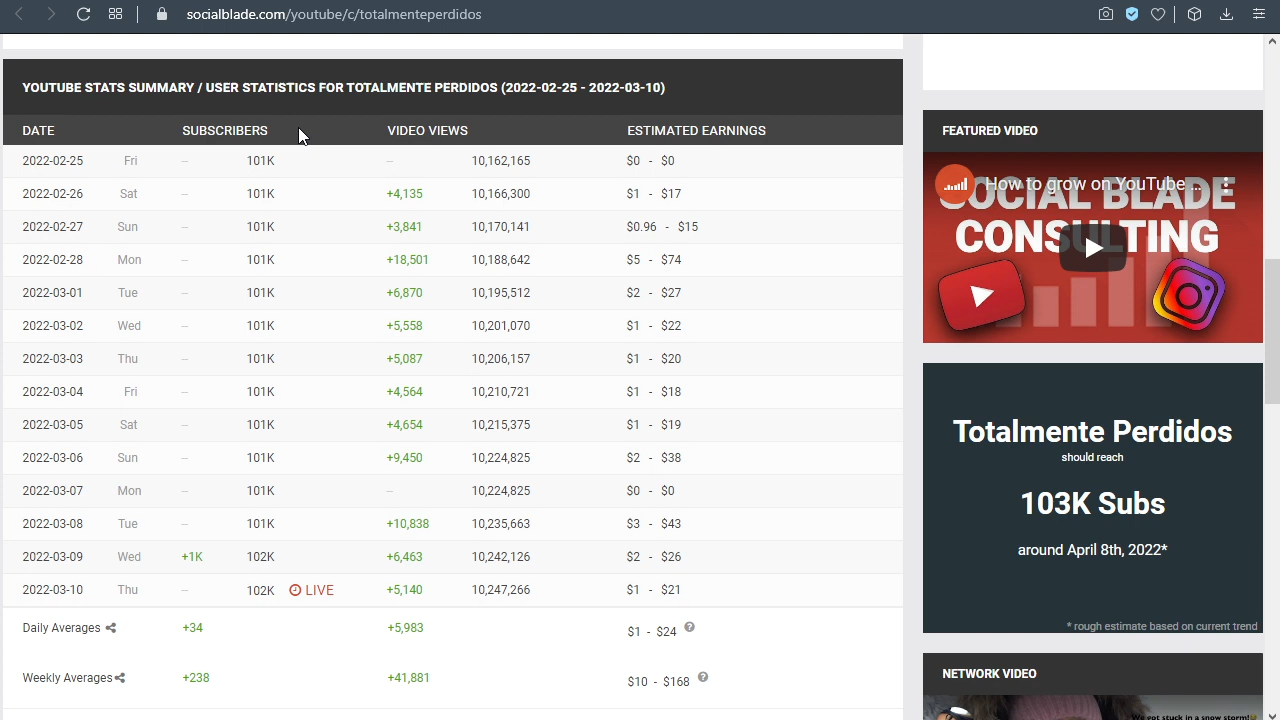 socialblade.com/youtube/c/totalmenteperdidos
YOUTUBE STATS SUMMARY / USER STATISTICS FOR TOTALMENTE PERDIDOS (2022-02-25 - 2022-03-10)
DATE SUBSCRIBERS VIDEO VIEWS ESTIMATED EARNINGS
2022-02-25 Fri -- 101K -- 10,162,165 $0 - $0
2022-02-26 Sat -- 101K +4,135 10,166,300 $1 - $17
2022-02-27 Sun -- 101K +3,841 10,170,141 $0.96 - $15
2022-02-28 Mon -- 101K +18,501 10,188,642 $5 - $74
2022-03-01 Tue -- 101K +6,870 10,195,512 $2 - $27
2022-03-02 Wed -- 101K +5,558 10,201,070 $1 - $22
2022-03-03 Thu -- 101K +5,087 10,206,157 $1 - $20
2022-03-04 Fri -- 101K +4,564 10,210,721 $1 - $18
2022-03-05 Sat -- 101K +4,654 10,215,375 $1 - $19
2022-03-06 Sun -- 101K +9,450 10,224,825 $2 - $38
2022-03-07 Mon -- 101K -- 10,224,825 $0 - $0
2022-03-08 Tue -- 101K +10,838 10,235,663 $3 - $43
2022-03-09 Wed +1K 102K +6,463 10,242,126 $2 - $26
2022-03-10 Thu -- 102K LIVE +5,140 10,247,266 $1 - $21
Daily Averages +34 +5,983 $1 - $24 ?
Weekly Averages +238 +41,881 $10 - $168 ?
FEATURED VIDEO
How to grow on YouTube ...
SOCIAL BLADE
CONSULTING
Totalmente Perdidos
should reach
103K Subs
around April 8th, 2022*
* rough estimate based on current trend
NETWORK VIDEO
We got stuck in a snow storm!